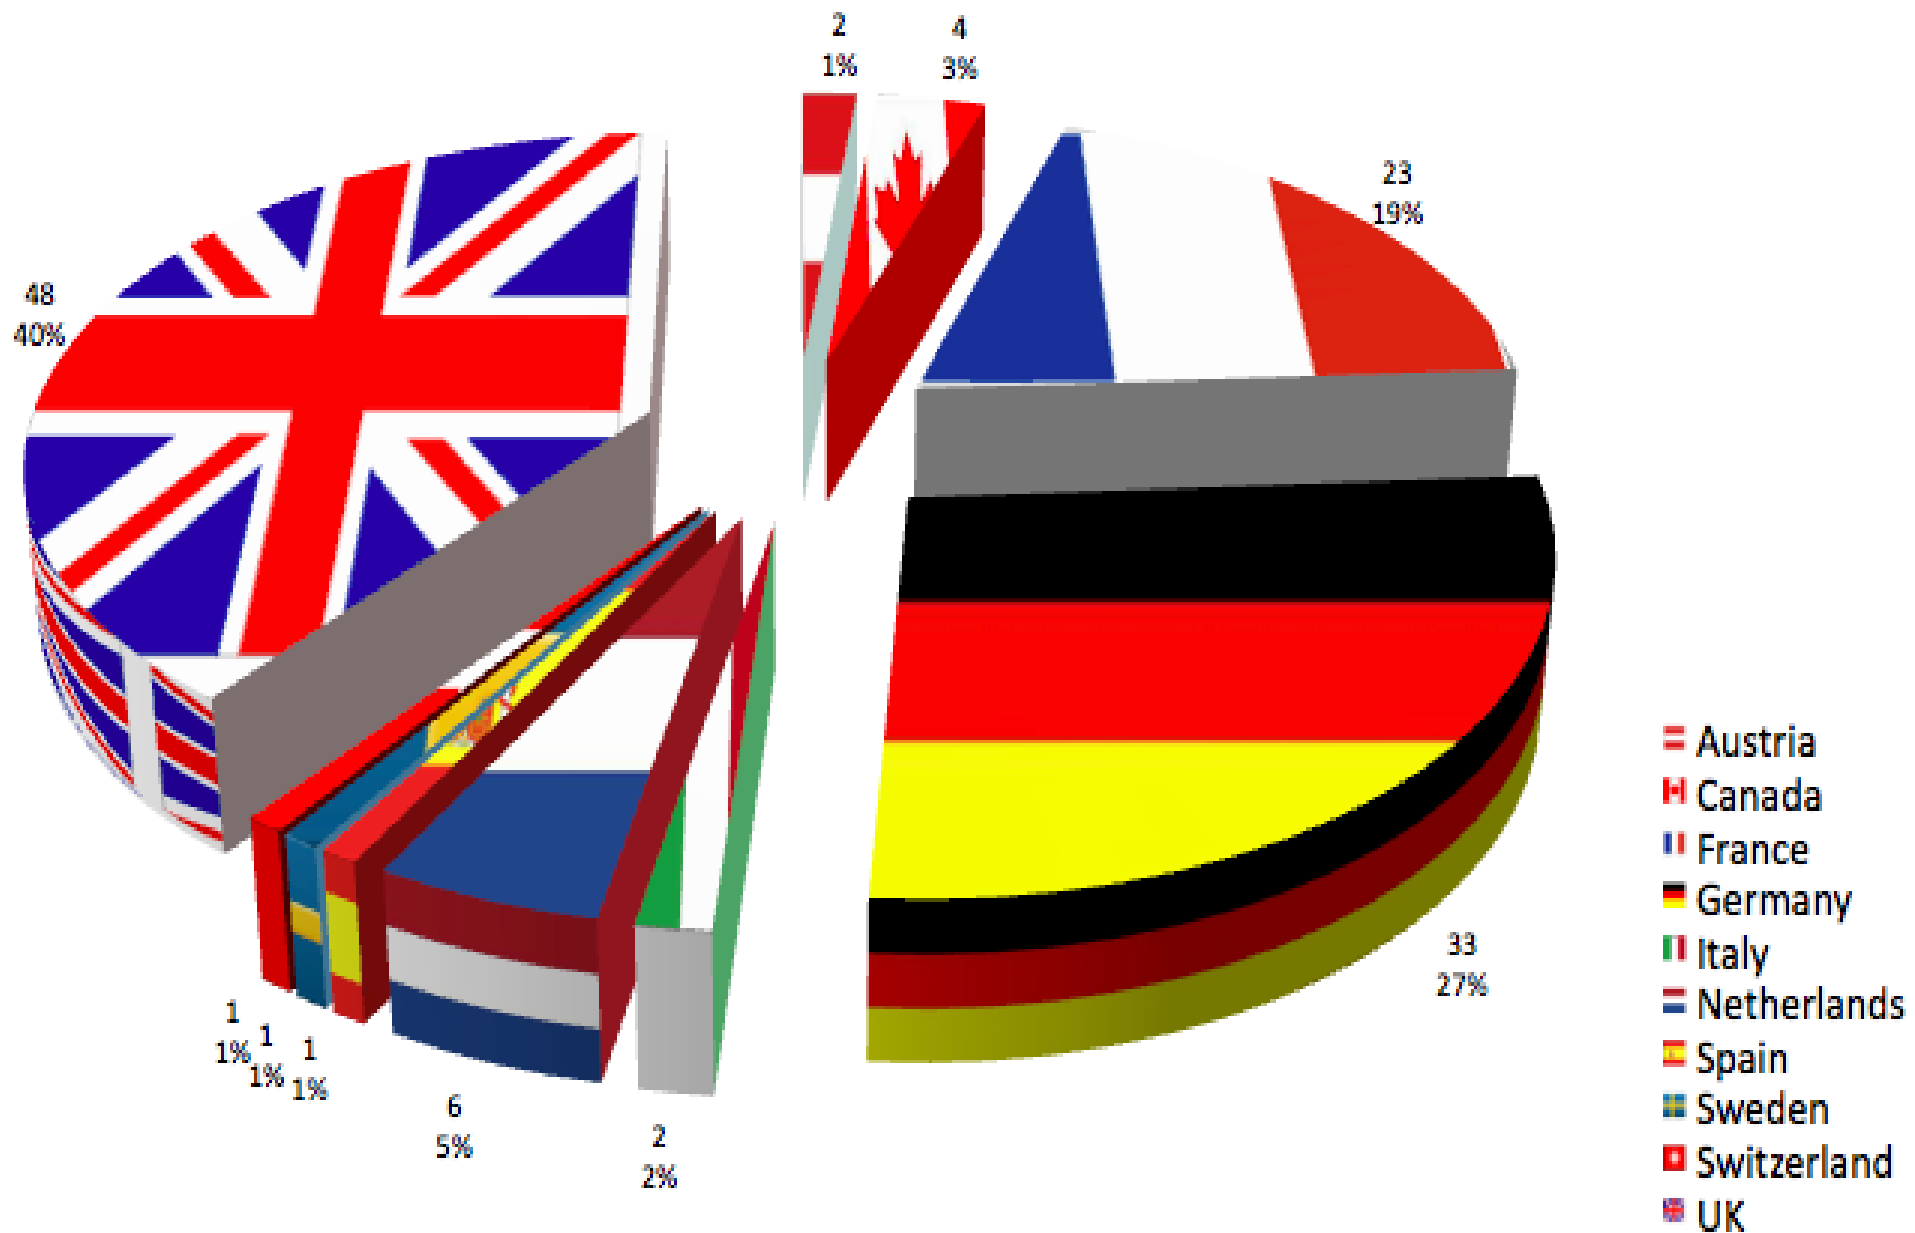 2
1%
4
3%
23
19%
48
40%
33
27%
1
1%
1
1%
1
1%
6
5%
2
2%
Austria
Canada
France
Germany
Italy
Netherlands
Spain
Sweden
Switzerland
UK